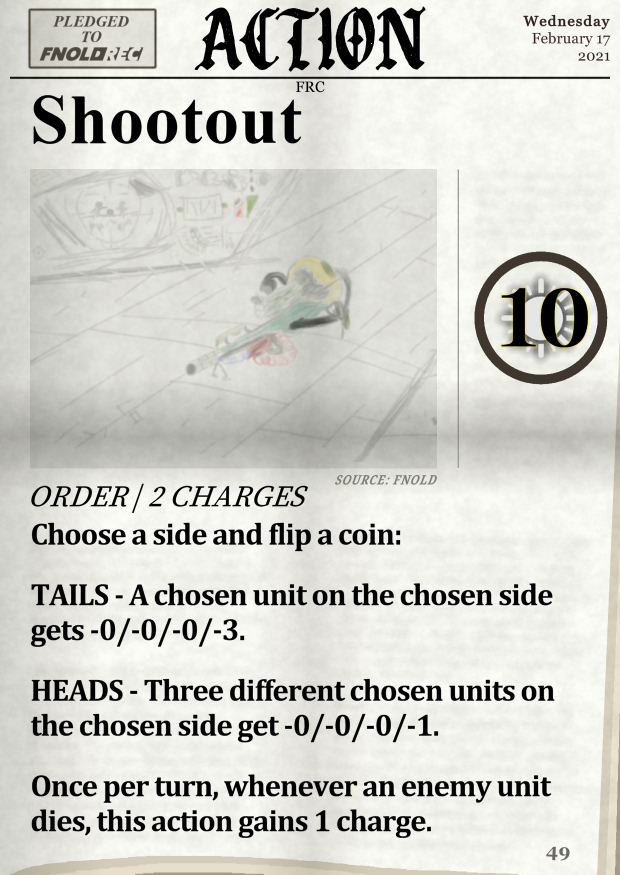 PLEDGED
TO
FNOLD REC
ACTION
Wednesday
February 17
2021
FRC
Shootout
10
SOURCE: FNOLD
ORDER | 2 CHARGES
Choose a side and flip a coin:
TAILS - A chosen unit on the chosen side
gets -0/-0/-0/-3.
HEADS - Three different chosen units on
the chosen side get -0/-0/-0/-1.
Once per turn, whenever an enemy unit
dies, this action gains 1 charge.
49